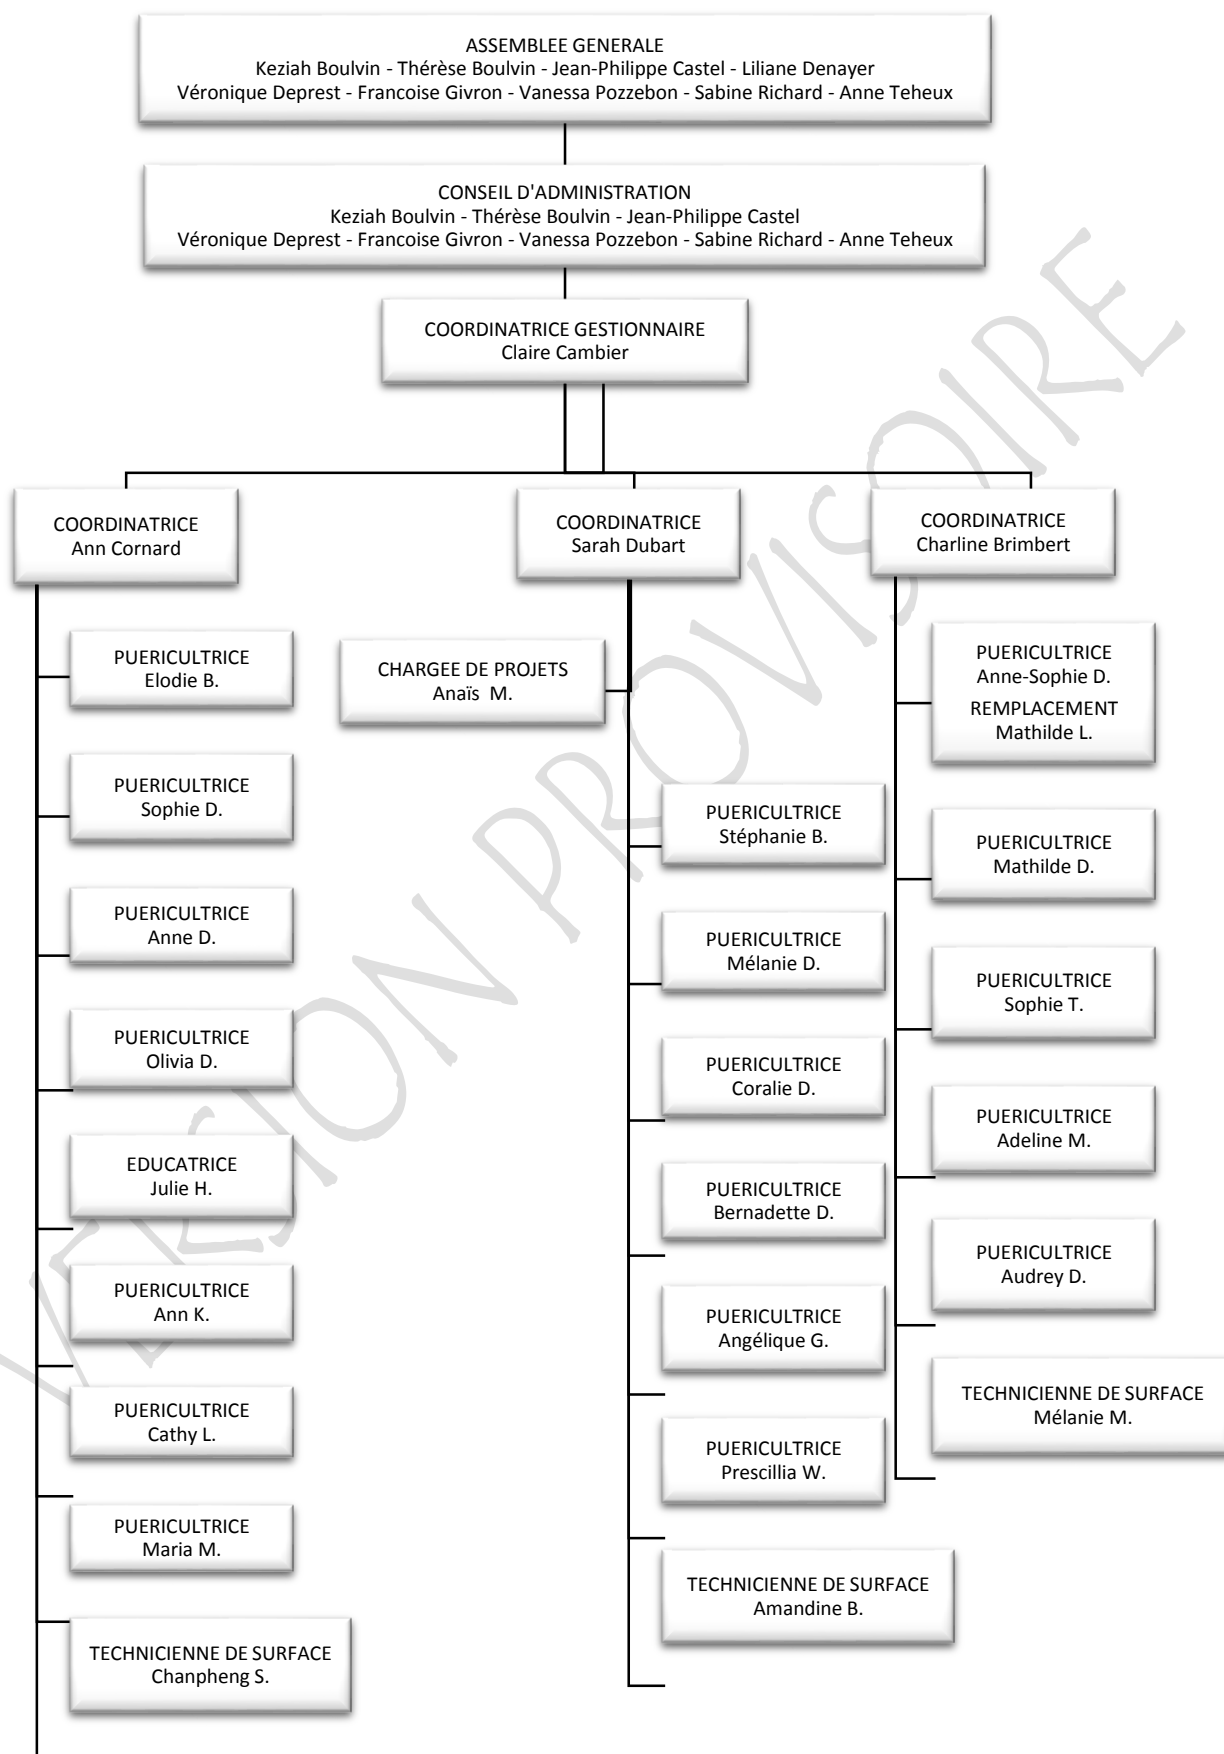 ASSEMBLEE GENERALE
Keziah Boulvin - Thérèse Boulvin - Jean-Philippe Castel - Liliane Denayer
Véronique Deprest - Francoise Givron - Vanessa Pozzebon - Sabine Richard - Anne Teheux
CONSEIL D'ADMINISTRATION
Keziah Boulvin - Thérèse Boulvin - Jean-Philippe Castel
Véronique Deprest - Francoise Givron - Vanessa Pozzebon - Sabine Richard - Anne Teheux
COORDINATRICE GESTIONNAIRE
Claire Cambier
COORDINATRICE
Ann Cornard
PUERICULTRICE
Elodie B.
PUERICULTRICE
Sophie D.
PUERICULTRICE
Anne D.
PUERICULTRICE
Olivia D.
EDUCATRICE
Julie H.
PUERICULTRICE
Ann K.
PUERICULTRICE
Cathy L.
PUERICULTRICE
Maria M.
TECHNICIENNE DE SURFACE
Chanpheng S.
COORDINATRICE
Sarah Dubart
CHARGEE DE PROJETS
Anaïs M.
PUERICULTRICE
Stéphanie B.
PUERICULTRICE
Mélanie D.
PUERICULTRICE
Coralie D.
PUERICULTRICE
Bernadette D.
PUERICULTRICE
Angélique G.
PUERICULTRICE
Prescillia W.
TECHNICIENNE DE SURFACE
Amandine B.
COORDINATRICE
Charline Brimbert
PUERICULTRICE
Anne-Sophie D.
REMPLACEMENT
Mathilde L.
PUERICULTRICE
Mathilde D.
PUERICULTRICE
Sophie T.
PUERICULTRICE
Adeline M.
PUERICULTRICE
Audrey D.
TECHNICIENNE DE SURFACE
Mélanie M.
VERSION PROVISOIRE